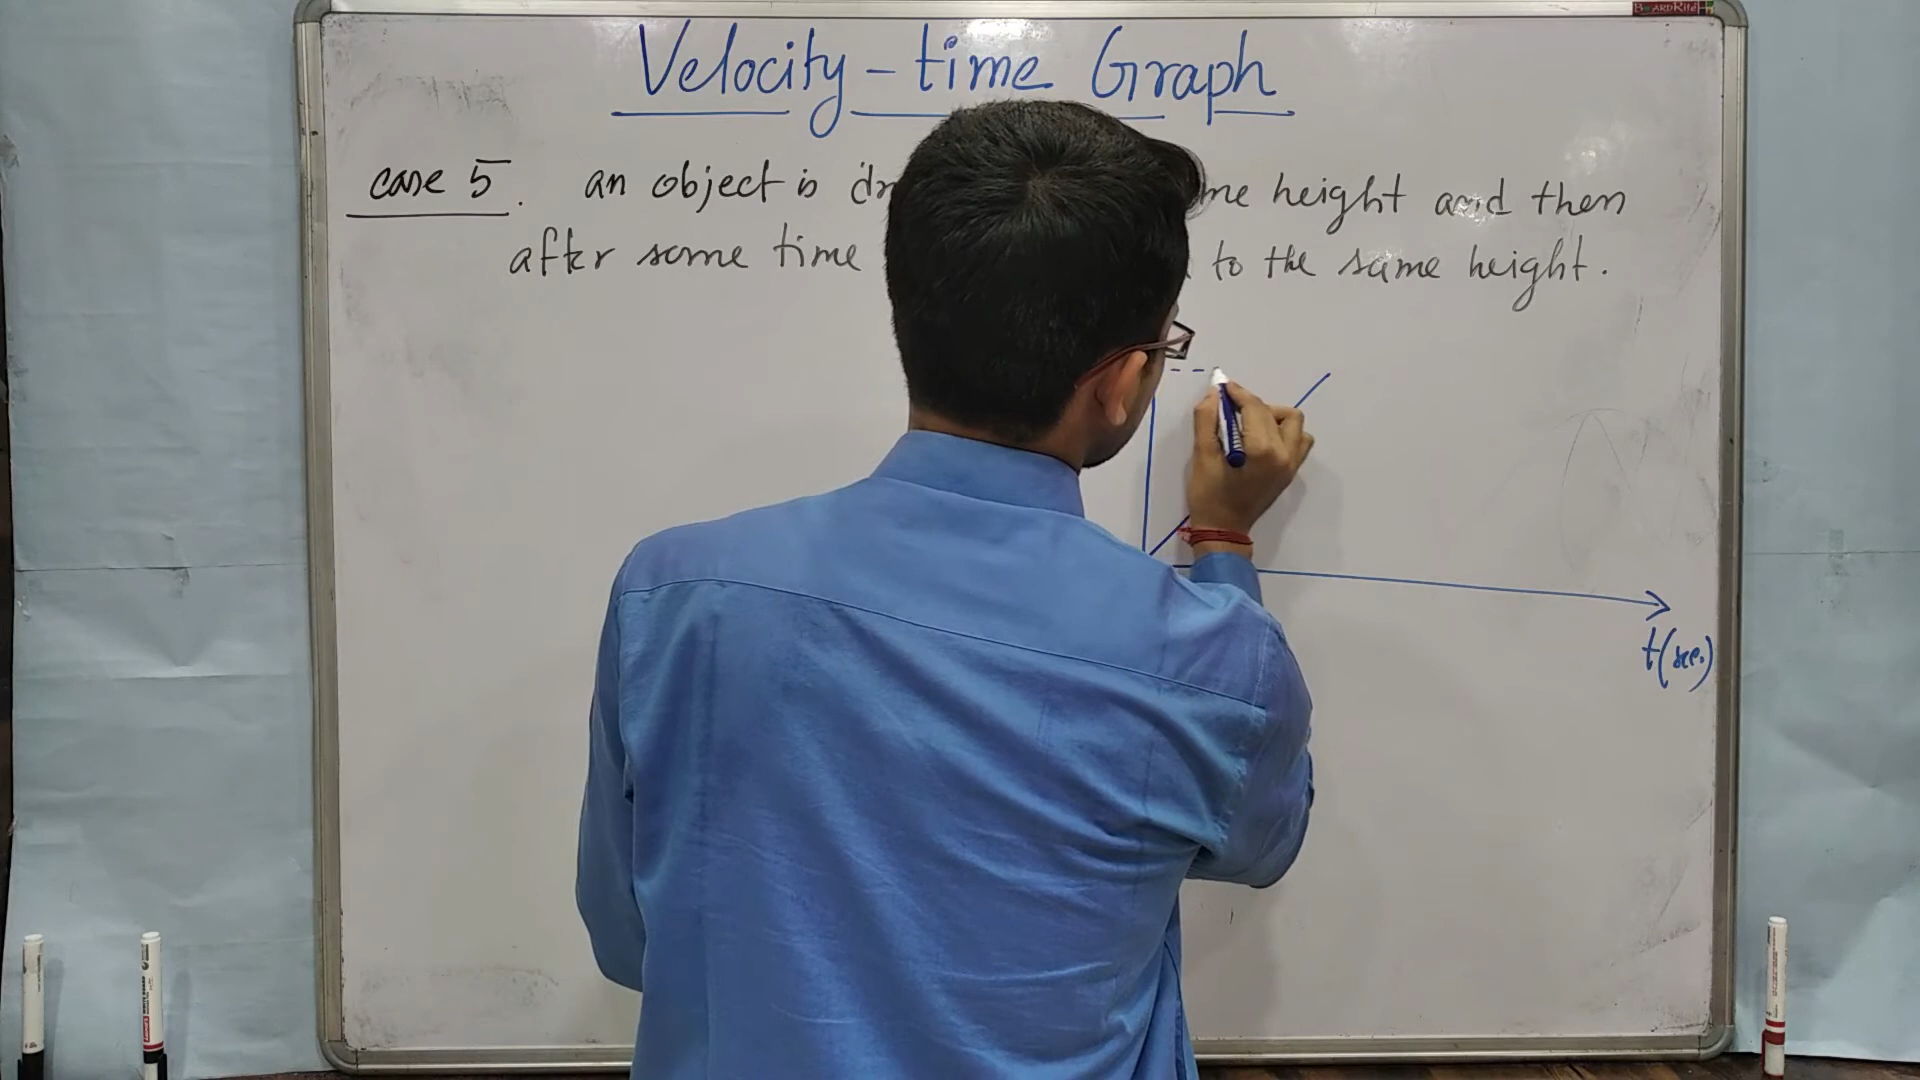 Velocity-time Graph
case 5. an object is height and then
after some time to the same height.
t(sec.)